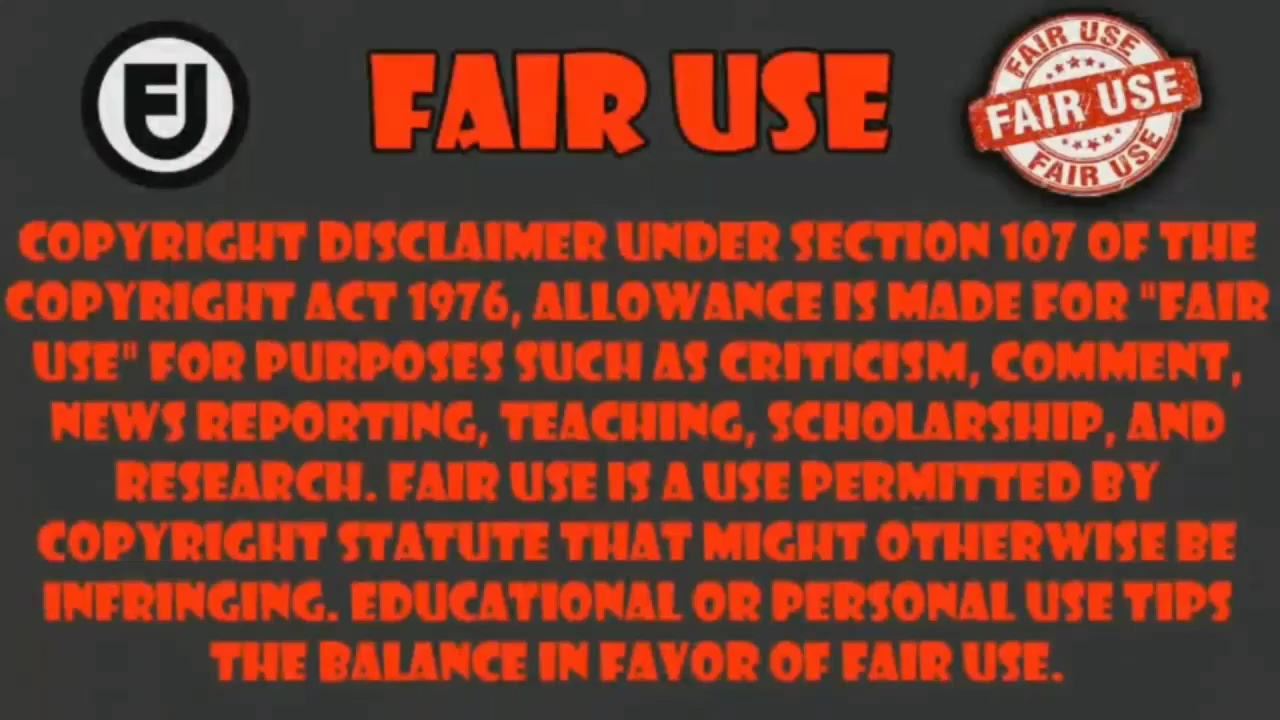 FJ
FAIR USE
FAIR USE
FAIR USE
FAIR USE
COPYRIGHT DISCLAIMER UNDER SECTION 107 OF THE
COPYRIGHT ACT 1976, ALLOWANCE IS MADE FOR "FAIR
USE" FOR PURPOSES SUCH AS CRITICISM, COMMENT,
NEWS REPORTING, TEACHING, SCHOLARSHIP, AND
RESEARCH. FAIR USE IS A USE PERMITTED BY
COPYRIGHT STATUTE THAT MIGHT OTHERWISE BE
INFRINGING. EDUCATIONAL OR PERSONAL USE TIPS
THE BALANCE IN FAVOR OF FAIR USE.